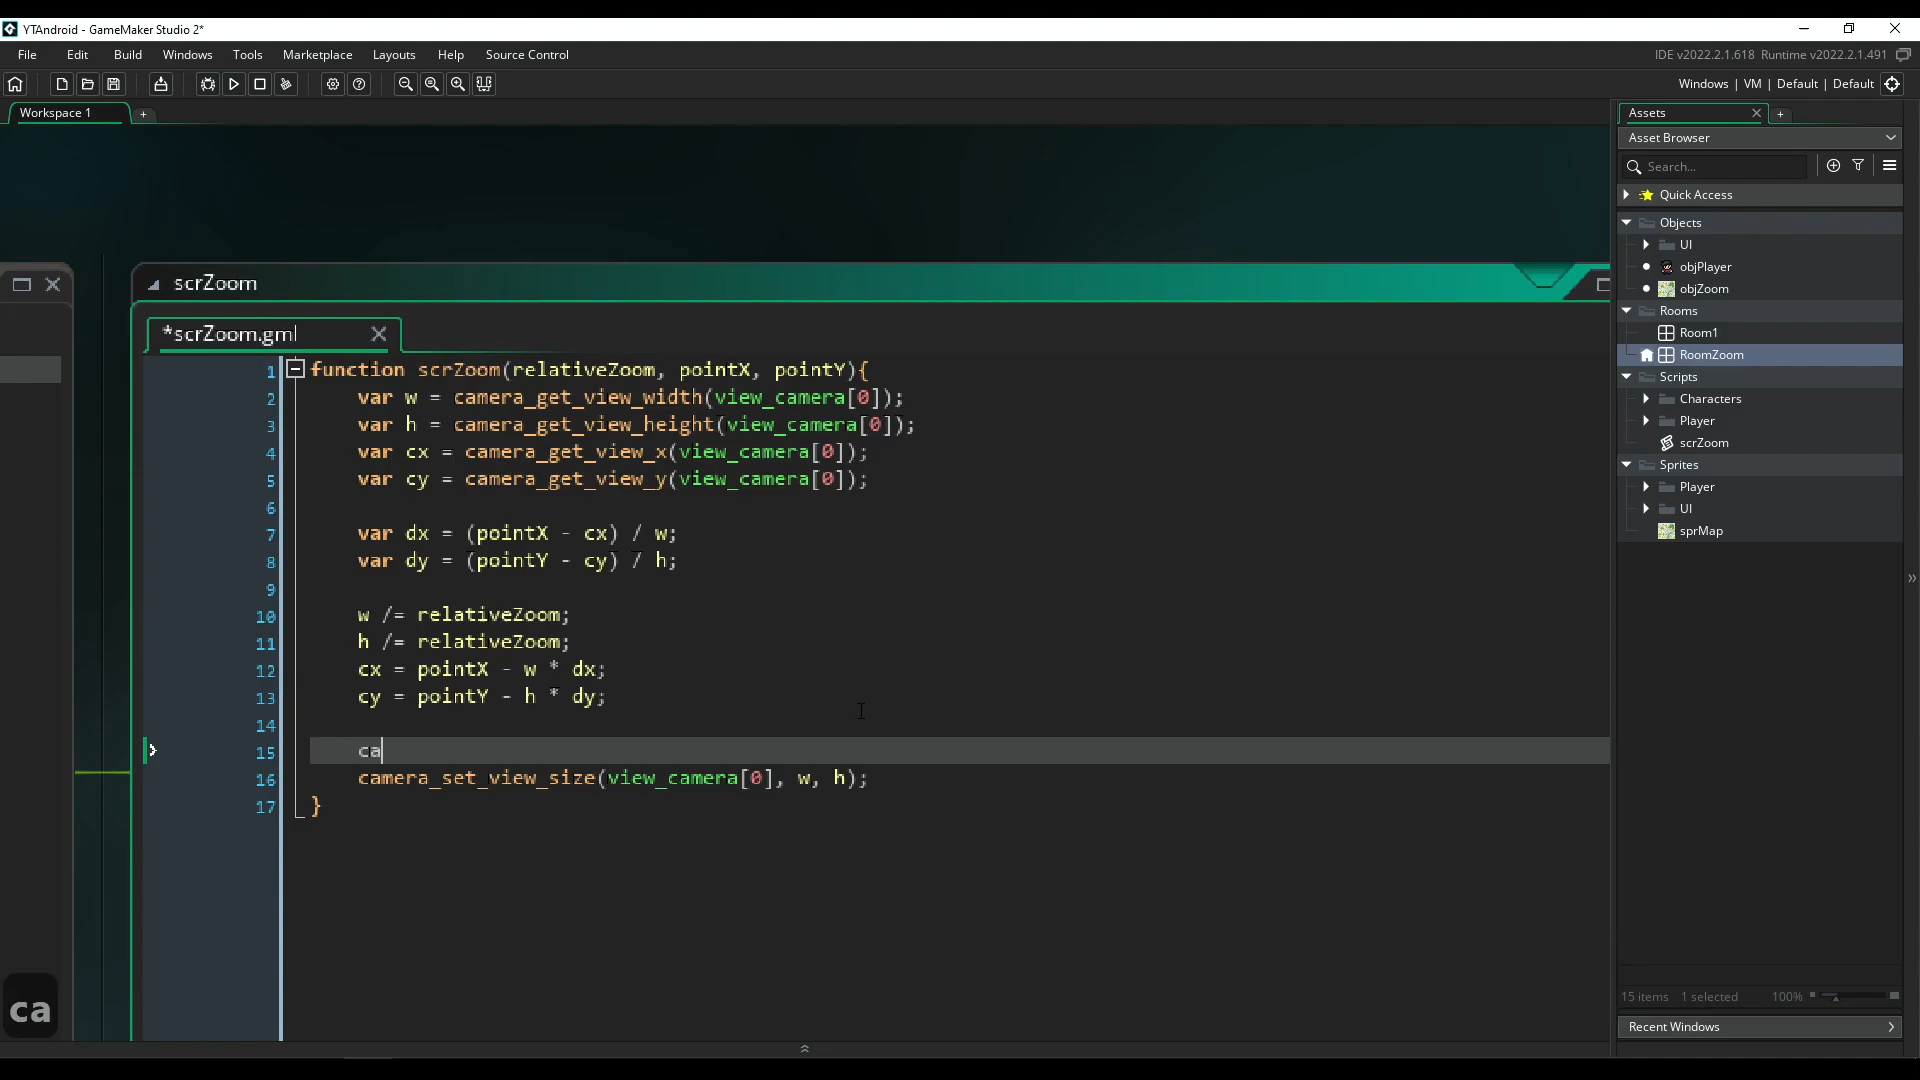 YTAndroid - GameMaker Studio 2*
File Edit Build Windows Tools Marketplace Layouts Help Source Control
IDE v2022.2.1.618 Runtime v2022.2.1.491
Windows | VM | Default | Default
Workspace 1 +
Assets +
Asset Browser
Search...
Quick Access
Objects
UI
objPlayer
objZoom
Rooms
Room1
RoomZoom
Scripts
Characters
Player
scrZoom
Sprites
Player
UI
sprMap
15 items 1 selected 100%
Recent Windows
scrZoom
*scrZoom.gml
1 function scrZoom(relativeZoom, pointX, pointY){
2 var w = camera_get_view_width(view_camera[0]);
3 var h = camera_get_view_height(view_camera[0]);
4 var cx = camera_get_view_x(view_camera[0]);
5 var cy = camera_get_view_y(view_camera[0]);
6
7 var dx = (pointX - cx) / w;
8 var dy = (pointY - cy) / h;
9
10 w /= relativeZoom;
11 h /= relativeZoom;
12 cx = pointX - w * dx;
13 cy = pointY - h * dy;
14
15 ca
16 camera_set_view_size(view_camera[0], w, h);
17 }
ca